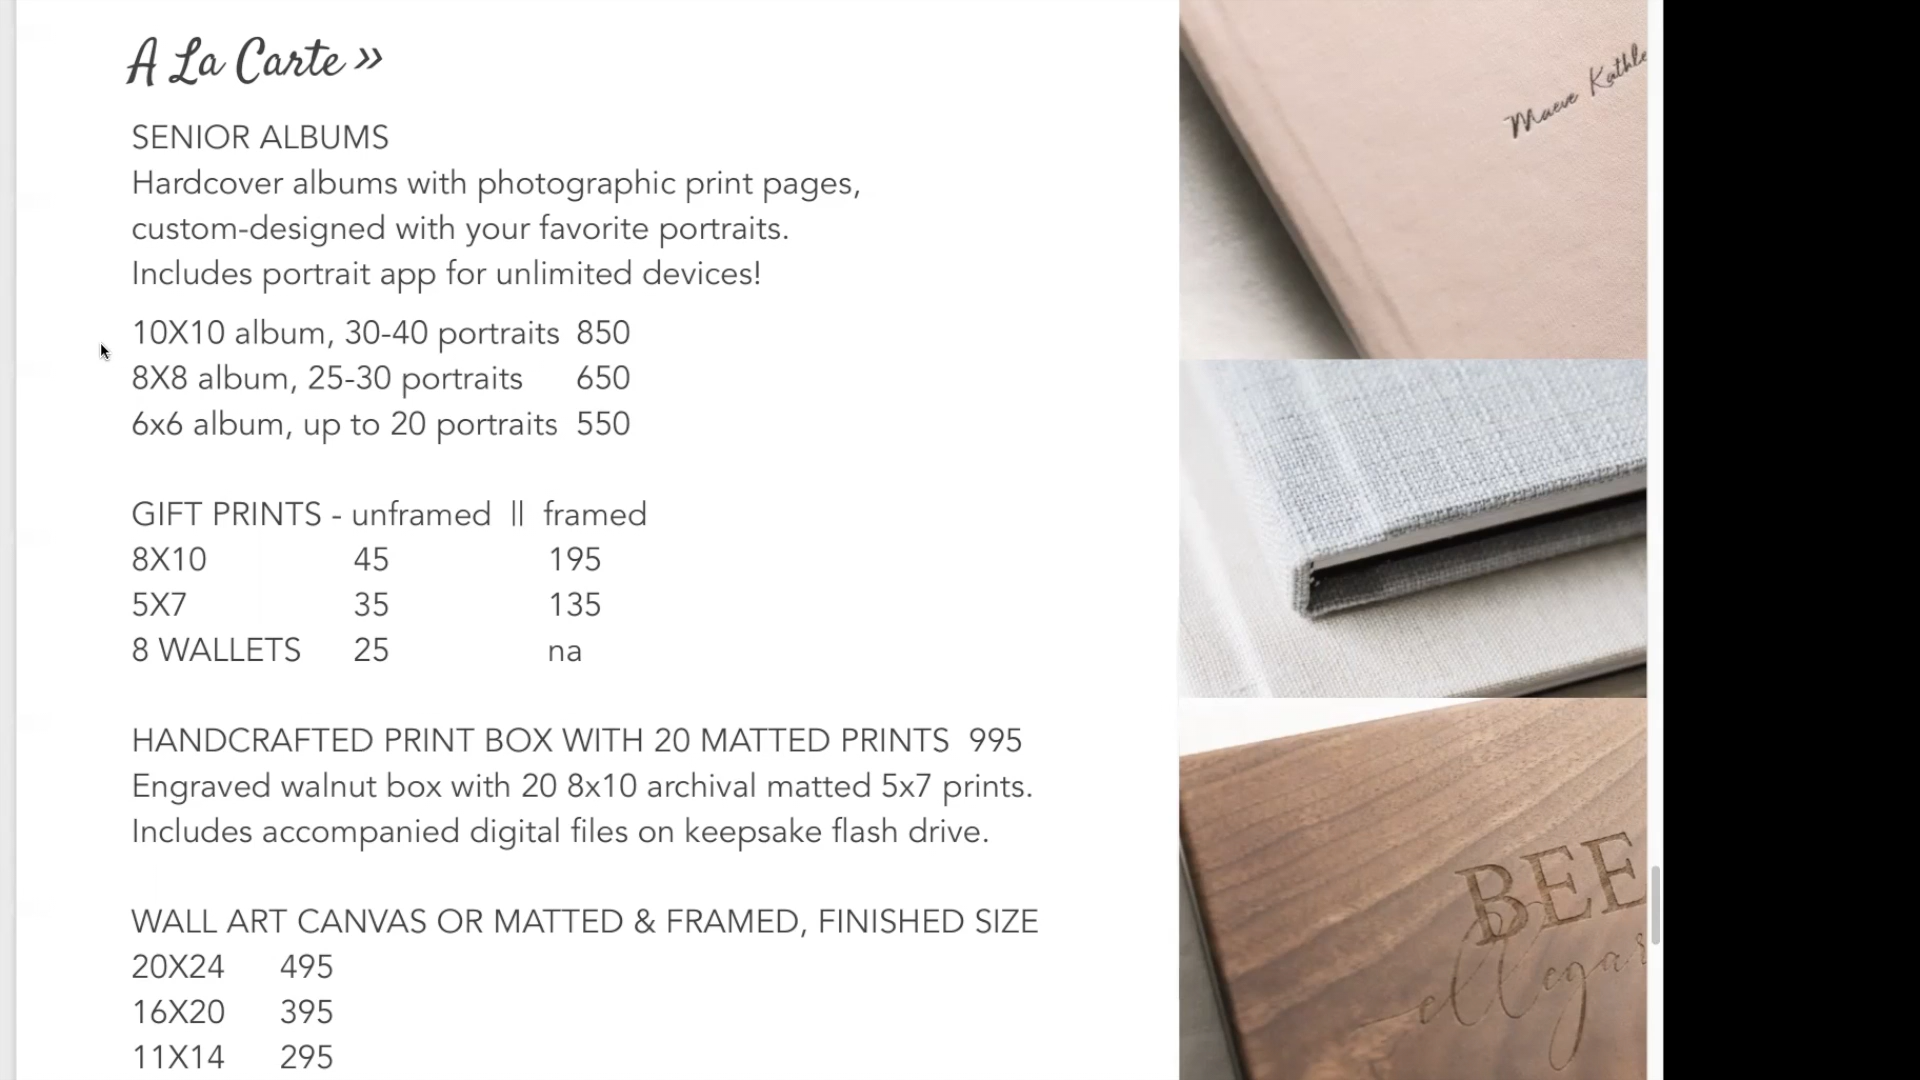 A La Carte »
SENIOR ALBUMS
Hardcover albums with photographic print pages,
custom-designed with your favorite portraits.
Includes portrait app for unlimited devices!
10X10 album, 30-40 portraits 850
8X8 album, 25-30 portraits 650
6x6 album, up to 20 portraits 550
GIFT PRINTS - unframed || framed
8X10 45 195
5X7 35 135
8 WALLETS 25 na
HANDCRAFTED PRINT BOX WITH 20 MATTED PRINTS 995
Engraved walnut box with 20 8x10 archival matted 5x7 prints.
Includes accompanied digital files on keepsake flash drive.
WALL ART CANVAS OR MATTED & FRAMED, FINISHED SIZE
20X24 495
16X20 395
11X14 295
Maeve Kathle
BEE